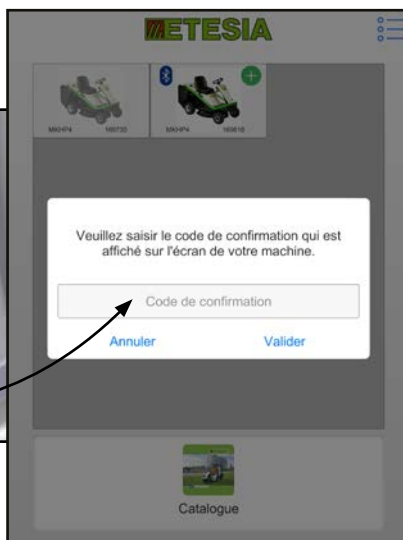 ETESIA
MKHP4 169720
MKHP4 169616
Veuillez saisir le code de confirmation qui est
affiché sur l'écran de votre machine.
Code de confirmation
Annuler Valider
Catalogue